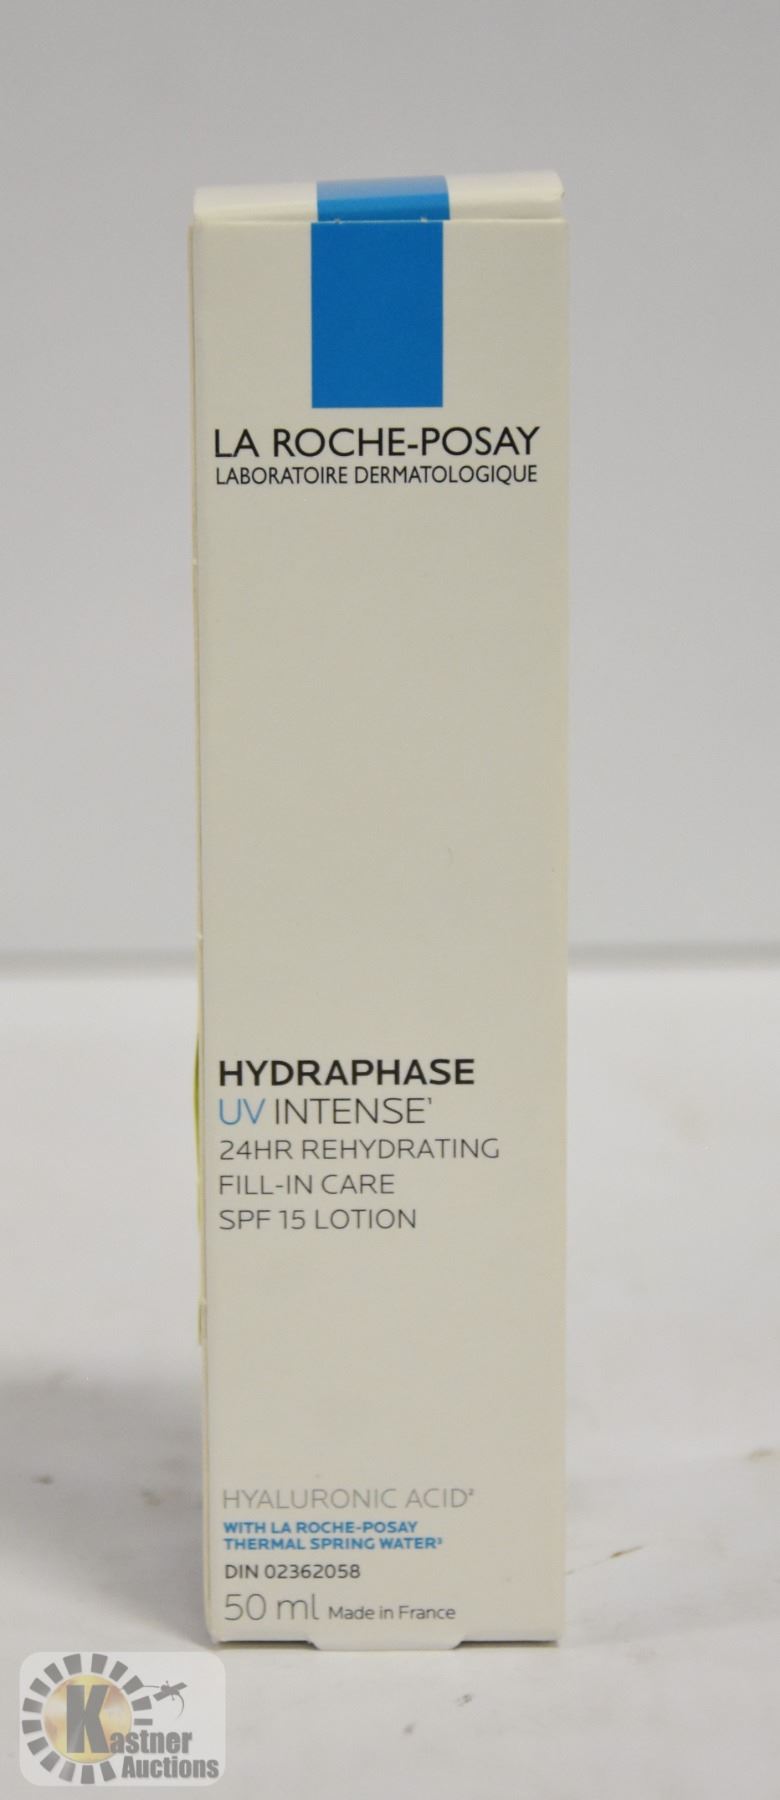 LA ROCHE-POSAY
LABORATOIRE DERMATOLOGIQUE
HYDRAPHASE
UV INTENSE¹
24HR REHYDRATING
FILL-IN CARE
SPF 15 LOTION
HYALURONIC ACID²
WITH LA ROCHE-POSAY
THERMAL SPRING WATER³
DIN 02362058
50 ml Made in France
Kastner
Auctions